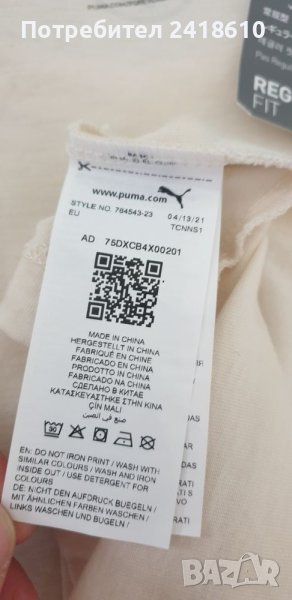 Потребител 2418610
REG
FIT
www.puma.com
STYLE NO. 784543-23
EU
04/13/21
TCNNS1
AD 75DXCB4X00201
MADE IN CHINA
HERGESTELLT IN CHINA
FABRIQUÉ EN CHINE
FABRICADO EN CHINA
PRODOTTO IN CHINA
FABRICADO NA CHINA
СДЕЛАНО В КИТАЕ
ΚΑΤΑΣΚΕΥΑΣΤΗΚΕ ΣΤΗΝ ΚΙΝΑ
ÇİN MALI
صنع في الصين
30
EN: DO NOT IRON PRINT / WASH WITH
SIMILAR COLOURS / WASH AND IRON
INSIDE OUT / USE DETERGENT FOR
COLOURS
DE: NICHT DEN AUFDRUCK BUEGELN /
MIT ÄHNLICHEN FARBEN WASCHEN /
LINKS WASCHEN UND BUGELN /
BAZAR